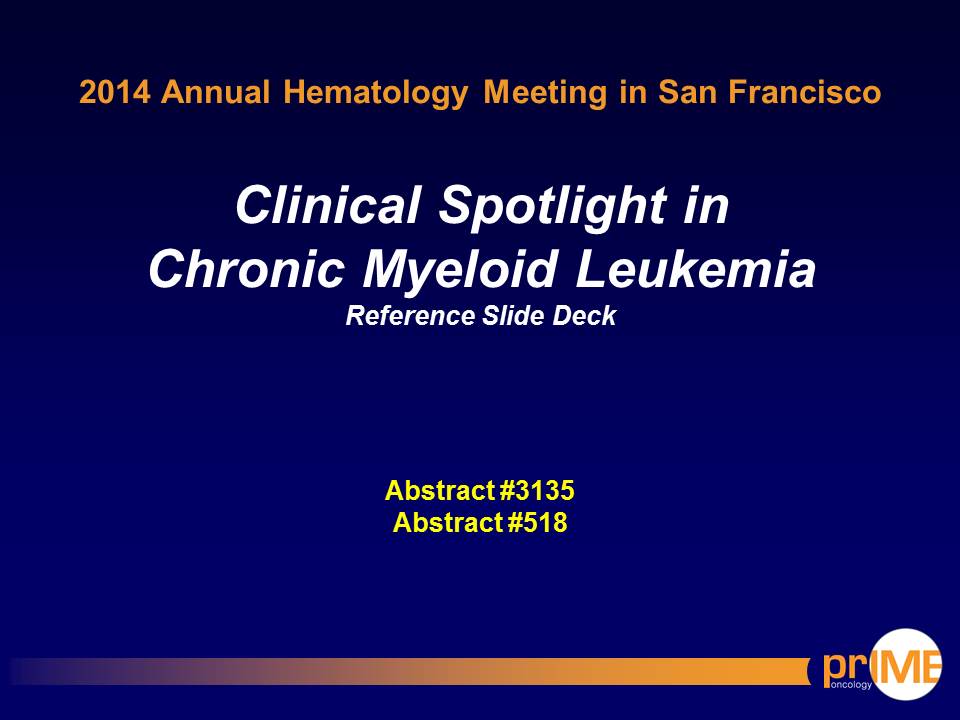 2014 Annual Hematology Meeting in San Francisco
Clinical Spotlight in
Chronic Myeloid Leukemia
Reference Slide Deck
Abstract #3135
Abstract #518
prIME
oncology